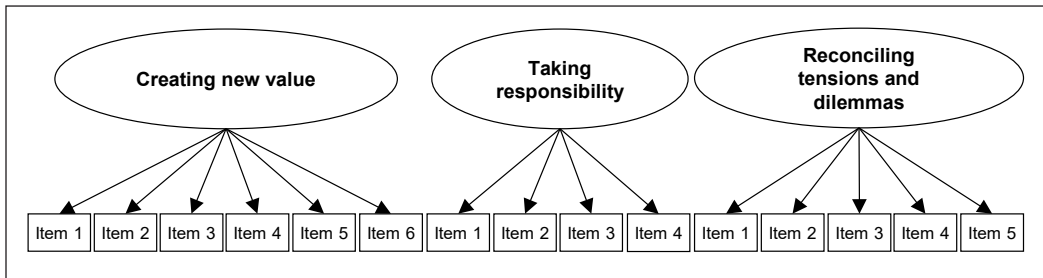 Creating new value
Taking
responsibility
Reconciling
tensions and
dilemmas
Item 1 Item 2 Item 3 Item 4 Item 5 Item 6 Item 1 Item 2 Item 3 Item 4 Item 1 Item 2 Item 3 Item 4 Item 5